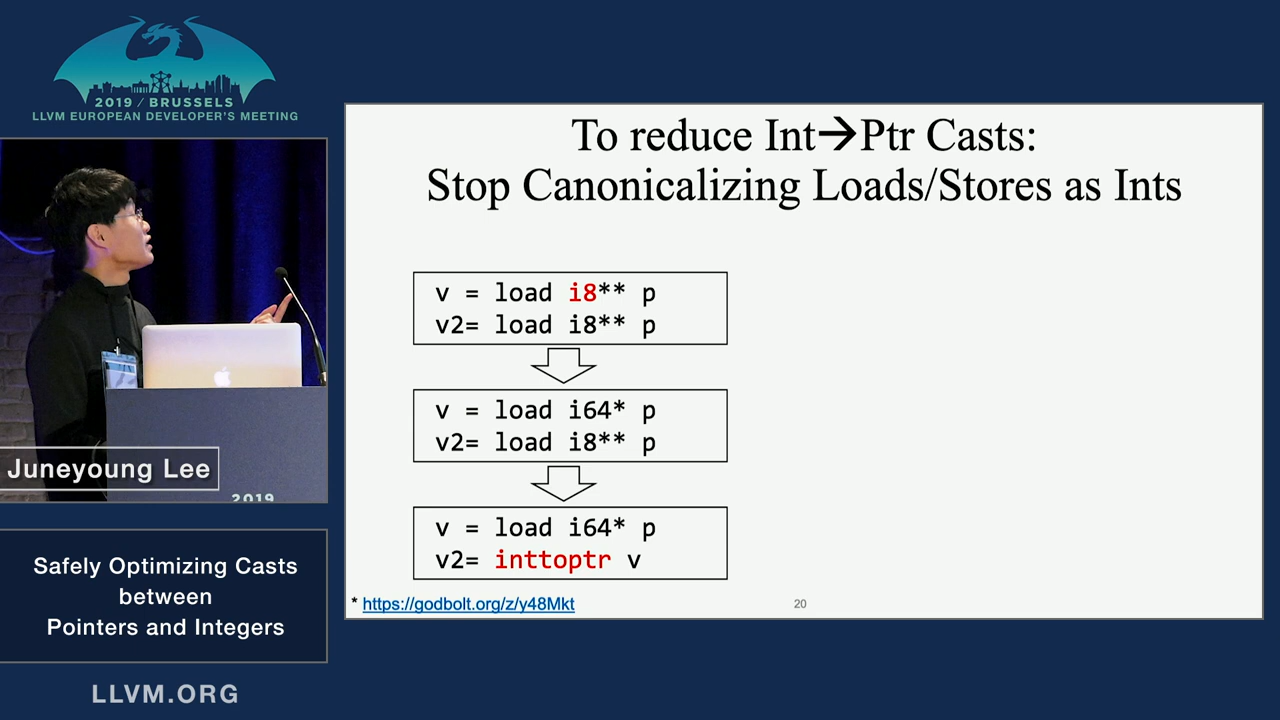 2019 / BRUSSELS
LLVM EUROPEAN DEVELOPER'S MEETING
To reduce Int→Ptr Casts:
Stop Canonicalizing Loads/Stores as Ints
v = load i8** p
v2= load i8** p
v = load i64* p
v2= load i8** p
v = load i64* p
v2= inttoptr v
* https://godbolt.org/z/y48Mkt
20
Juneyoung Lee
2019
Safely Optimizing Casts
between
Pointers and Integers
LLVM.ORG